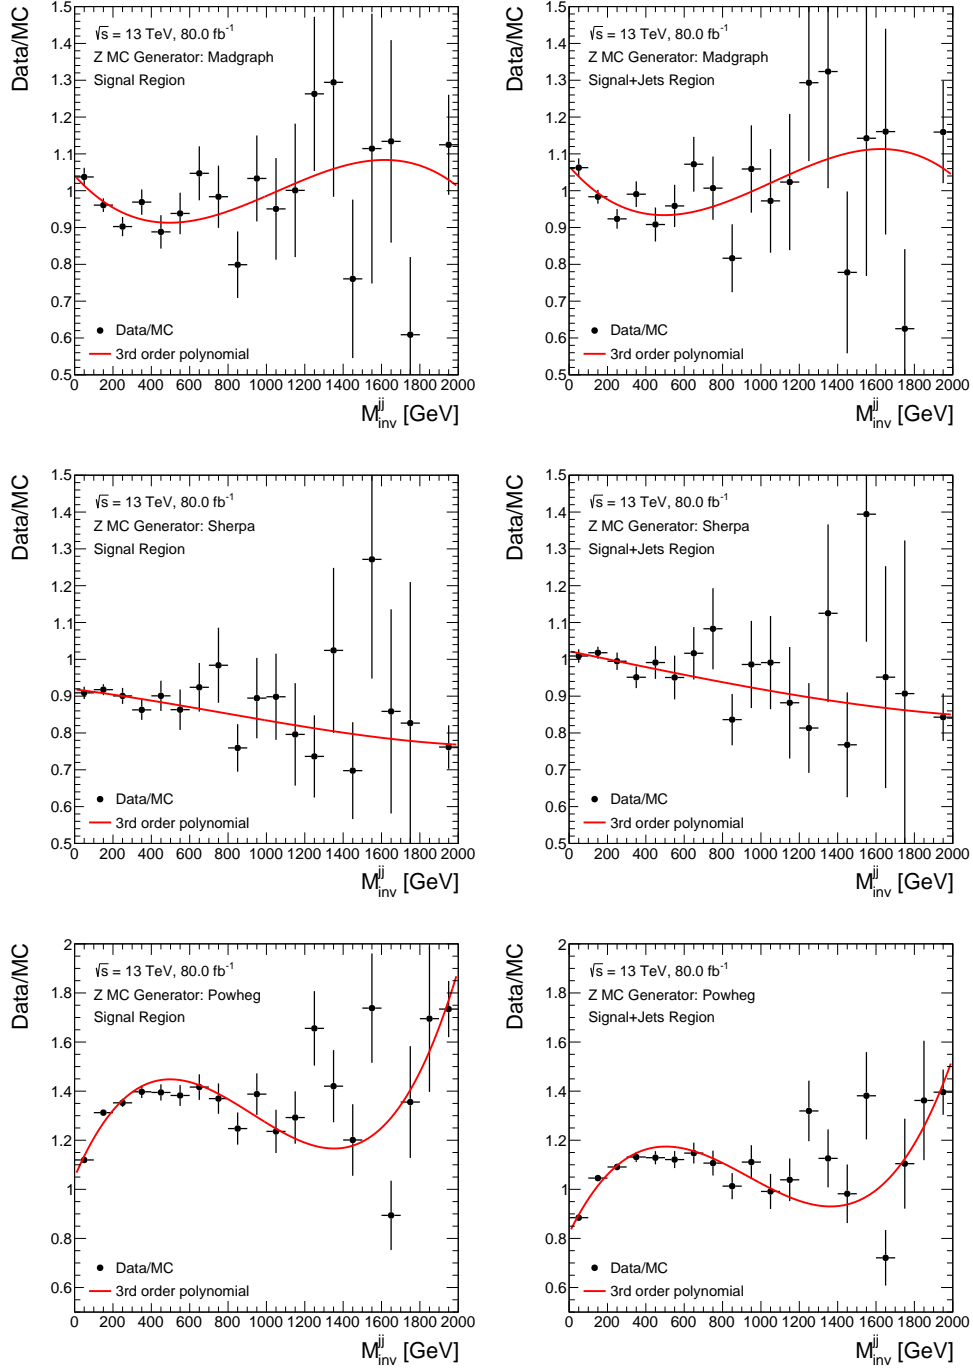 Data/MC
1.5
1.4
1.3
1.2
1.1
1
0.9
0.8
0.7
0.6
0.5
√s = 13 TeV, 80.0 fb⁻¹
Z MC Generator: Madgraph
Signal Region
Data/MC
3rd order polynomial
0 200 400 600 800 1000 1200 1400 1600 1800 2000
M^jj_inv [GeV]
Data/MC
1.5
1.4
1.3
1.2
1.1
1
0.9
0.8
0.7
0.6
0.5
√s = 13 TeV, 80.0 fb⁻¹
Z MC Generator: Madgraph
Signal+Jets Region
Data/MC
3rd order polynomial
0 200 400 600 800 1000 1200 1400 1600 1800 2000
M^jj_inv [GeV]
Data/MC
1.5
1.4
1.3
1.2
1.1
1
0.9
0.8
0.7
0.6
0.5
√s = 13 TeV, 80.0 fb⁻¹
Z MC Generator: Sherpa
Signal Region
Data/MC
3rd order polynomial
0 200 400 600 800 1000 1200 1400 1600 1800 2000
M^jj_inv [GeV]
Data/MC
1.5
1.4
1.3
1.2
1.1
1
0.9
0.8
0.7
0.6
0.5
√s = 13 TeV, 80.0 fb⁻¹
Z MC Generator: Sherpa
Signal+Jets Region
Data/MC
3rd order polynomial
0 200 400 600 800 1000 1200 1400 1600 1800 2000
M^jj_inv [GeV]
Data/MC
2
1.8
1.6
1.4
1.2
1
0.8
0.6
√s = 13 TeV, 80.0 fb⁻¹
Z MC Generator: Powheg
Signal Region
Data/MC
3rd order polynomial
0 200 400 600 800 1000 1200 1400 1600 1800 2000
M^jj_inv [GeV]
Data/MC
2
1.8
1.6
1.4
1.2
1
0.8
0.6
√s = 13 TeV, 80.0 fb⁻¹
Z MC Generator: Powheg
Signal+Jets Region
Data/MC
3rd order polynomial
0 200 400 600 800 1000 1200 1400 1600 1800 2000
M^jj_inv [GeV]